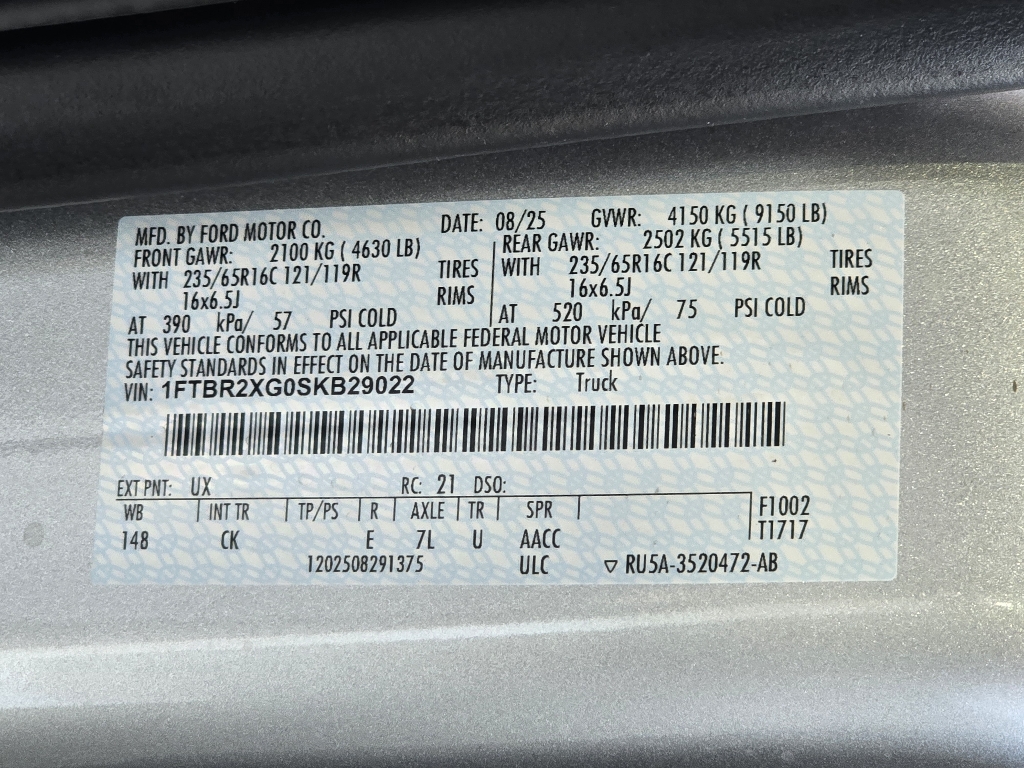 MFD. BY FORD MOTOR CO. DATE: 08/25 GVWR: 4150 KG ( 9150 LB)
FRONT GAWR: 2100 KG ( 4630 LB) REAR GAWR: 2502 KG ( 5515 LB)
WITH 235/65R16C 121/119R TIRES WITH 235/65R16C 121/119R TIRES
16x6.5J RIMS 16x6.5J RIMS
AT 390 kPa/ 57 PSI COLD AT 520 kPa/ 75 PSI COLD
THIS VEHICLE CONFORMS TO ALL APPLICABLE FEDERAL MOTOR VEHICLE
SAFETY STANDARDS IN EFFECT ON THE DATE OF MANUFACTURE SHOWN ABOVE.
VIN: 1FTBR2XG0SKB29022 TYPE: Truck
EXT PNT: UX RC: 21 DSO:
WB INT TR TP/PS R AXLE TR SPR F1002
148 CK E 7L U AACC T1717
1202508291375 ULC ▽ RU5A-3520472-AB